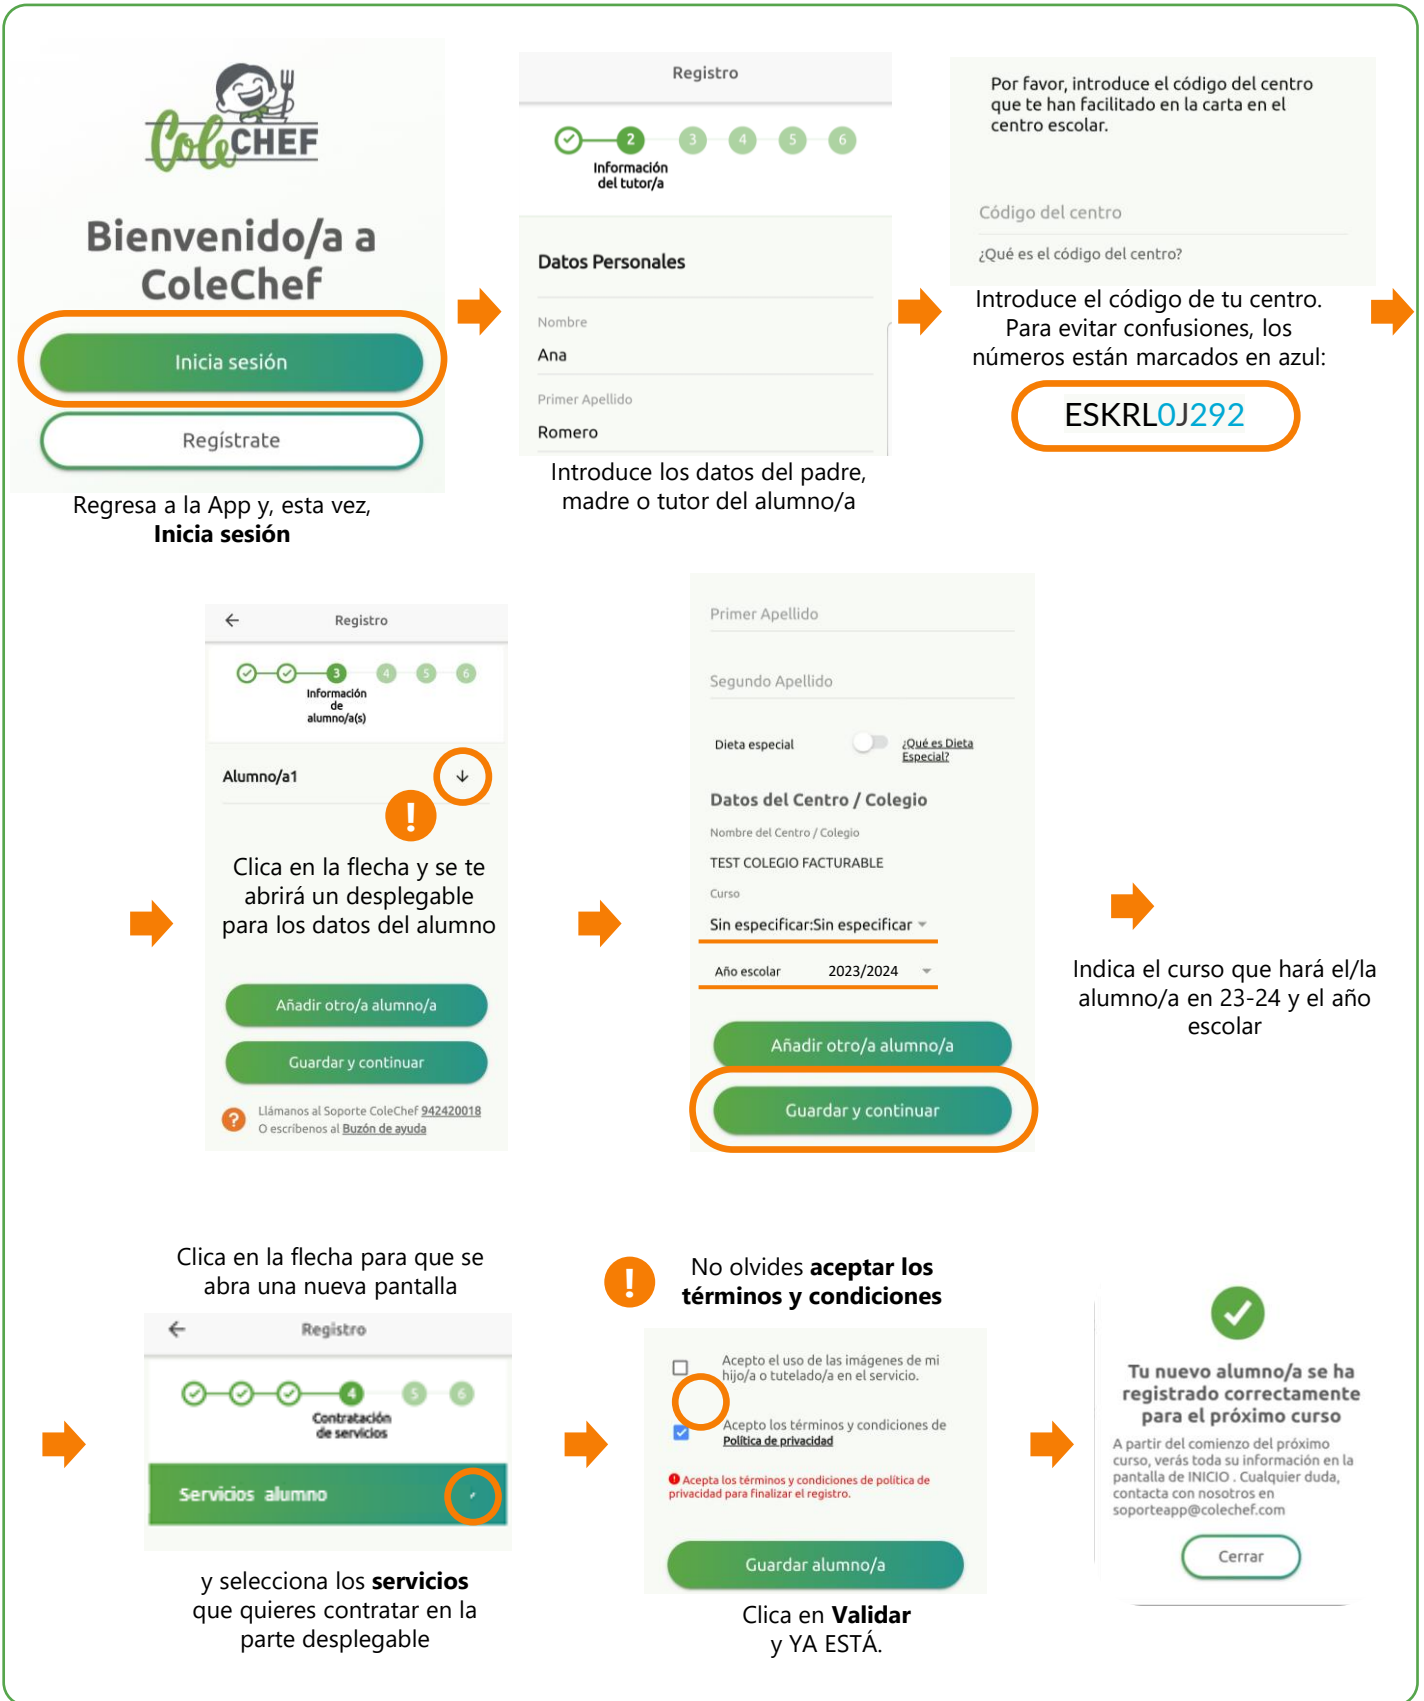 ColeCHEF
Bienvenido/a a
ColeChef
Inicia sesión
Regístrate
Regresa a la App y, esta vez,
Inicia sesión
Registro
2 3 4 5 6
Información
del tutor/a
Datos Personales
Nombre
Ana
Primer Apellido
Romero
Introduce los datos del padre,
madre o tutor del alumno/a
Por favor, introduce el código del centro
que te han facilitado en la carta en el
centro escolar.
Código del centro
¿Qué es el código del centro?
Introduce el código de tu centro.
Para evitar confusiones, los
números están marcados en azul:
ESKRL0J292
Registro
3 4 5 6
Información
de
alumno/a(s)
Alumno/a1
!
Clica en la flecha y se te
abrirá un desplegable
para los datos del alumno
Añadir otro/a alumno/a
Guardar y continuar
? Llámanos al Soporte ColeChef 942420018
O escríbenos al Buzón de ayuda
Primer Apellido
Segundo Apellido
Dieta especial ¿Qué es Dieta
Especial?
Datos del Centro / Colegio
Nombre del Centro / Colegio
TEST COLEGIO FACTURABLE
Curso
Sin especificar:Sin especificar
Año escolar 2023/2024
Añadir otro/a alumno/a
Guardar y continuar
Indica el curso que hará el/la
alumno/a en 23-24 y el año
escolar
Clica en la flecha para que se
abra una nueva pantalla
Registro
4 5 6
Contratación
de servicios
Servicios alumno
y selecciona los servicios
que quieres contratar en la
parte desplegable
!
No olvides aceptar los
términos y condiciones
Acepto el uso de las imágenes de mi
hijo/a o tutelado/a en el servicio.
Acepto los términos y condiciones de
Política de privacidad
! Acepta los términos y condiciones de política de
privacidad para finalizar el registro.
Guardar alumno/a
Clica en Validar
y YA ESTÁ.
Tu nuevo alumno/a se ha
registrado correctamente
para el próximo curso
A partir del comienzo del próximo
curso, verás toda su información en la
pantalla de INICIO . Cualquier duda,
contacta con nosotros en
soporteapp@colechef.com
Cerrar